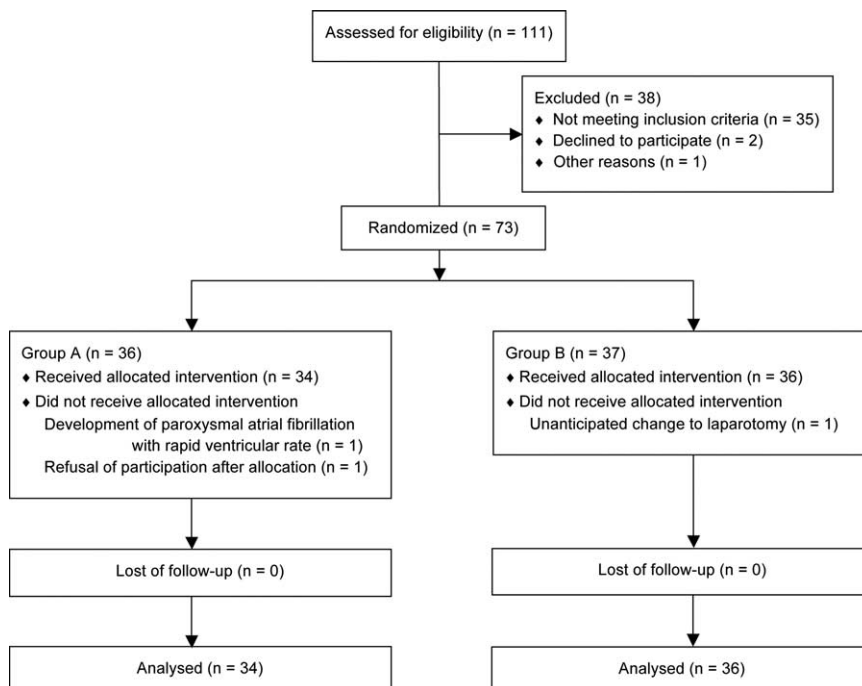 Assessed for eligibility (n = 111)
Excluded (n = 38)
♦ Not meeting inclusion criteria (n = 35)
♦ Declined to participate (n = 2)
♦ Other reasons (n = 1)
Randomized (n = 73)
Group A (n = 36)
♦ Received allocated intervention (n = 34)
♦ Did not receive allocated intervention
Development of paroxysmal atrial fibrillation
with rapid ventricular rate (n = 1)
Refusal of participation after allocation (n = 1)
Group B (n = 37)
♦ Received allocated intervention (n = 36)
♦ Did not receive allocated intervention
Unanticipated change to laparotomy (n = 1)
Lost of follow-up (n = 0)
Lost of follow-up (n = 0)
Analysed (n = 34)
Analysed (n = 36)